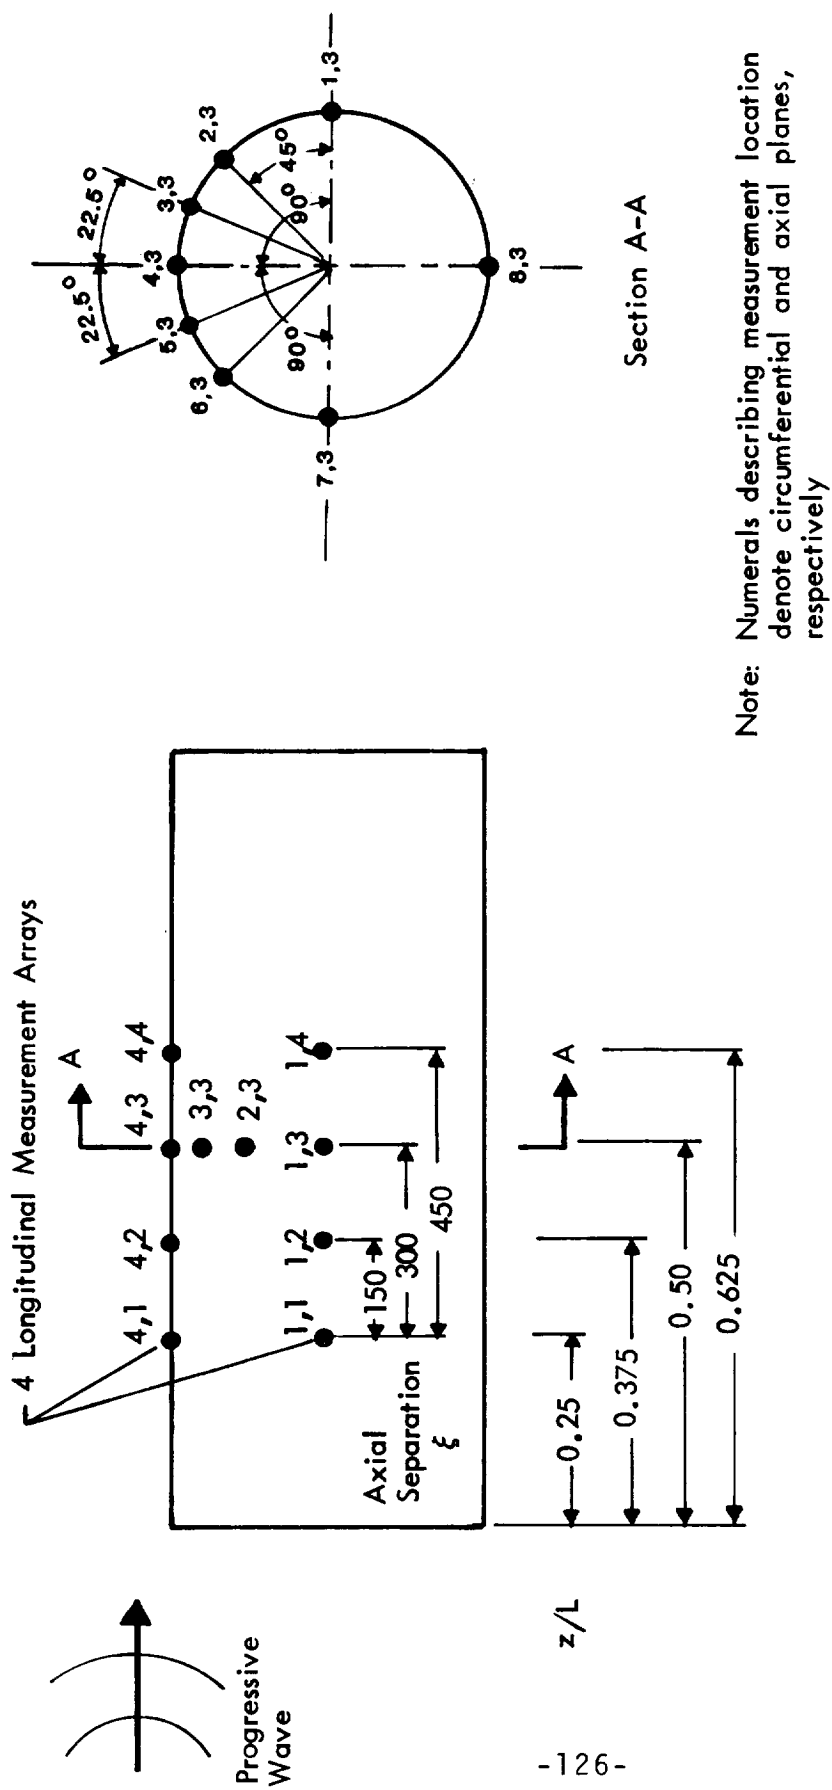 4 Longitudinal Measurement Arrays
Progressive
Wave
4,1
4,2
4,3
4,4
A
3,3
2,3
1,1
1,2
1,3
1,4
Axial
Separation
ξ
150
300
450
A
z/L
0.25
0.375
0.50
0.625
22.5°
22.5°
1,3
2,3
3,3
4,3
5,3
6,3
7,3
8,3
45°
90°
90°
Section A-A
Note: Numerals describing measurement location
denote circumferential and axial planes,
respectively
-126-